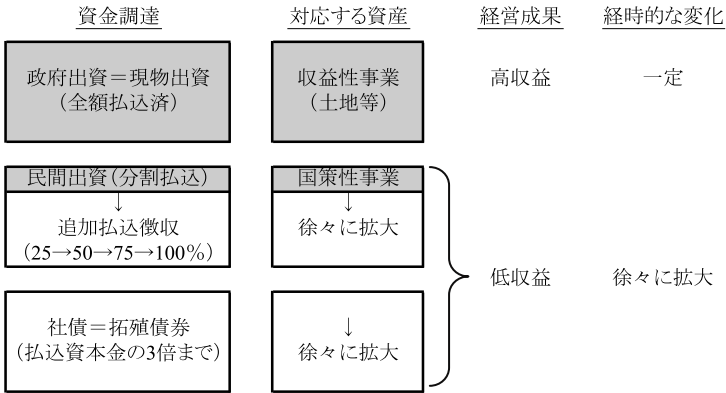 資金調達 対応する資産 経営成果 経時的な変化
政府出資＝現物出資
（全額払込済）
収益性事業
（土地等）
高収益
一定
民間出資（分割払込）
↓
追加払込徴収
（25→50→75→100％）
国策性事業
↓
徐々に拡大
社債＝拓殖債券
（払込資本金の3倍まで）
↓
徐々に拡大
低収益
徐々に拡大